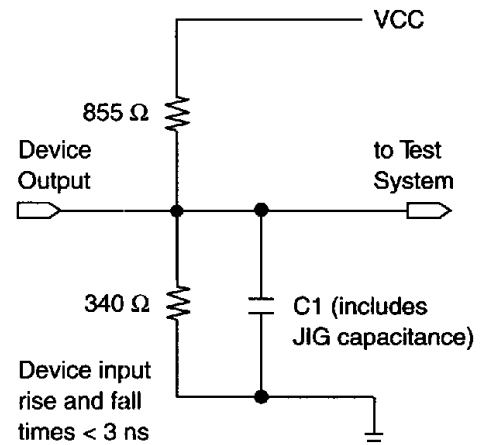 VCC
855 Ω
Device
Output
to Test
System
340 Ω
C1 (includes
JIG capacitance)
Device input
rise and fall
times < 3 ns